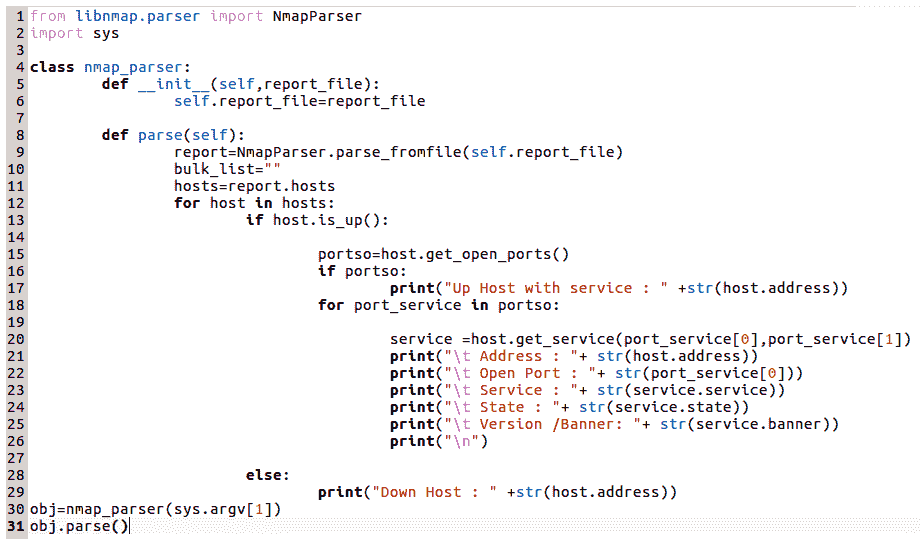 1 from libnmap.parser import NmapParser
2 import sys
3
4 class nmap_parser:
5         def __init__(self,report_file):
6                 self.report_file=report_file
7
8         def parse(self):
9                 report=NmapParser.parse_fromfile(self.report_file)
10                 bulk_list=""
11                 hosts=report.hosts
12                 for host in hosts:
13                         if host.is_up():
14
15                                 portso=host.get_open_ports()
16                                 if portso:
17                                         print("Up Host with service : " +str(host.address))
18                                 for port_service in portso:
19
20                                         service =host.get_service(port_service[0],port_service[1])
21                                         print("\t Address : "+ str(host.address))
22                                         print("\t Open Port : "+ str(port_service[0]))
23                                         print("\t Service : "+ str(service.service))
24                                         print("\t State : "+ str(service.state))
25                                         print("\t Version /Banner: "+ str(service.banner))
26                                         print("\n")
27
28                         else:
29                                 print("Down Host : " +str(host.address))
30 obj=nmap_parser(sys.argv[1])
31 obj.parse()